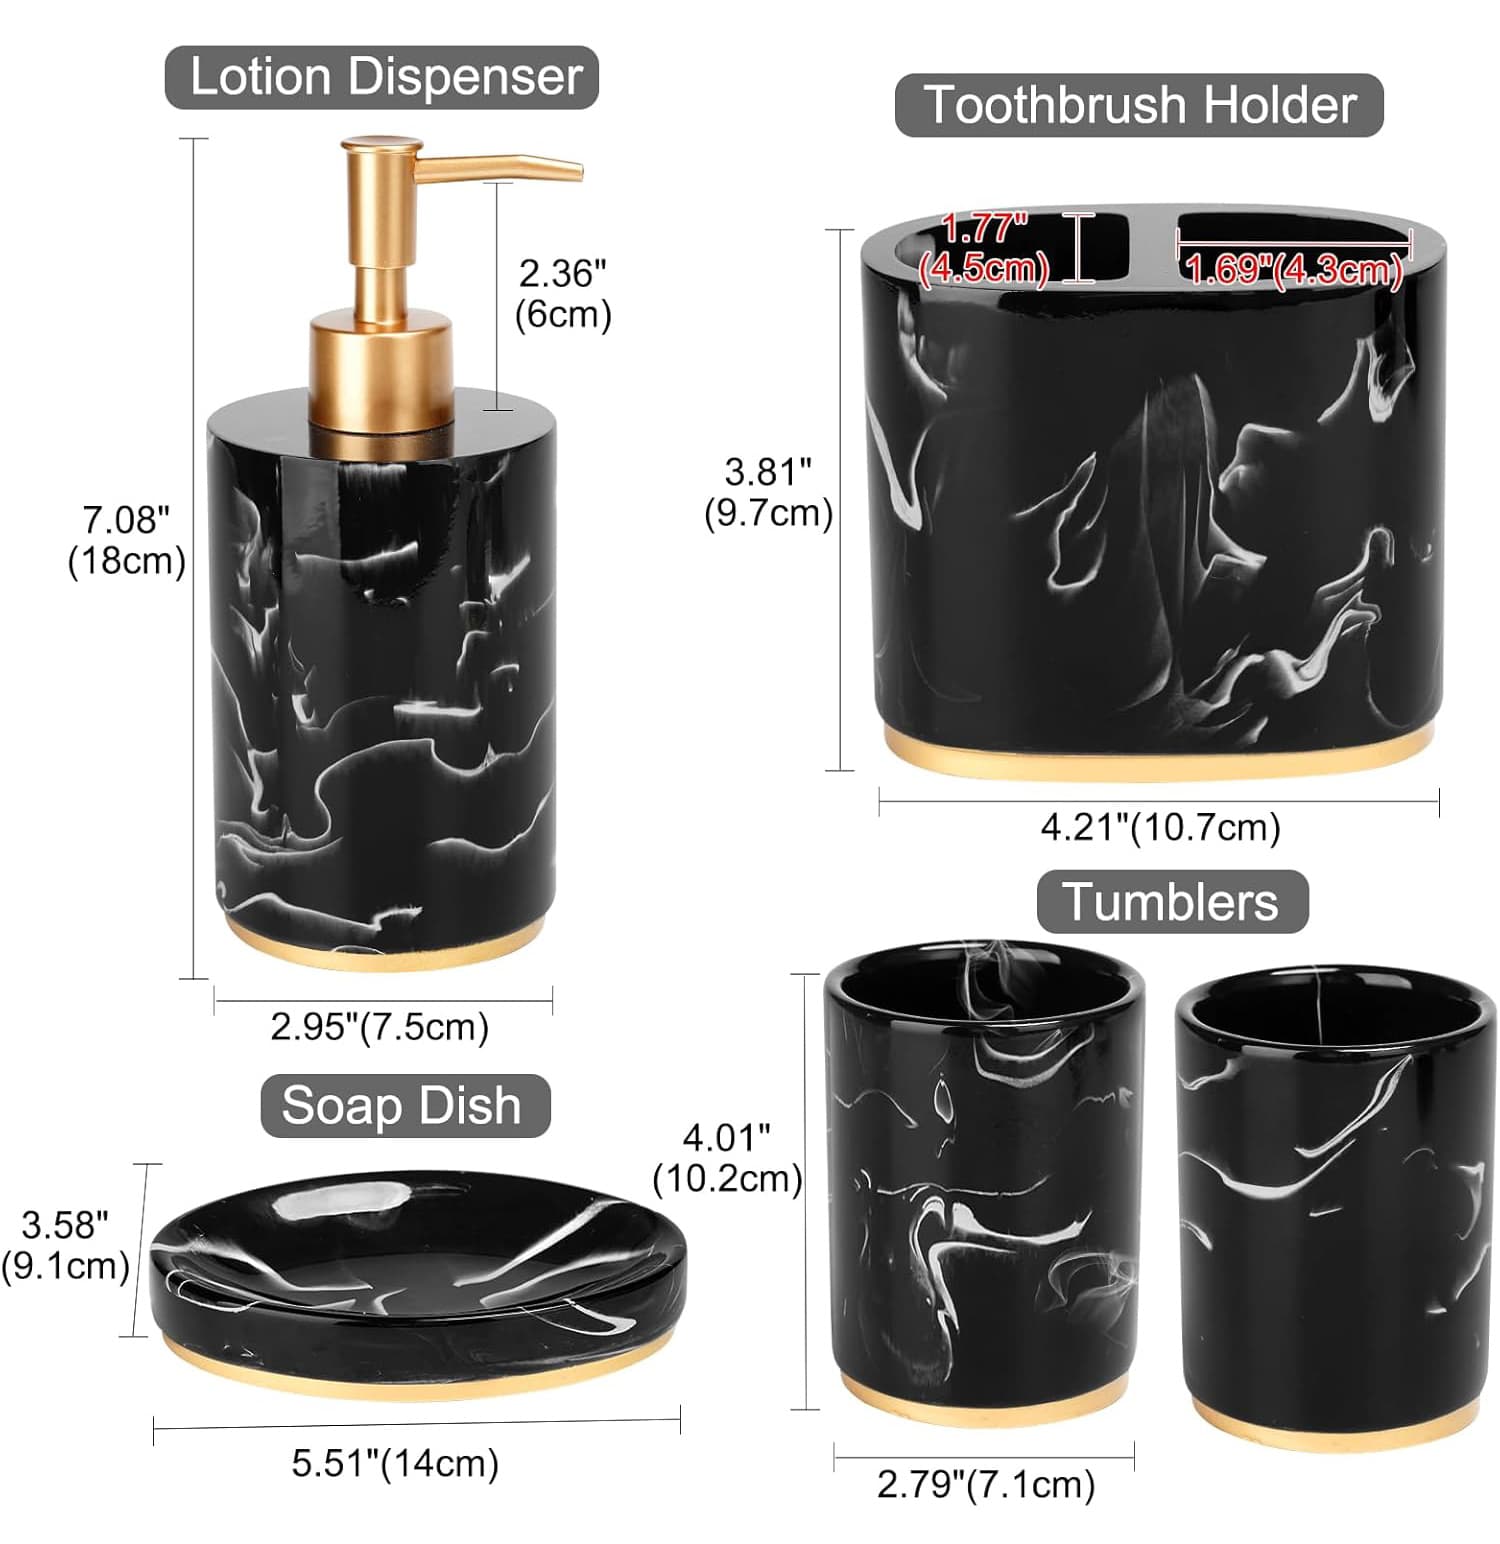 Lotion Dispenser
2.36"
(6cm)
7.08"
(18cm)
2.95"(7.5cm)
Toothbrush Holder
1.77"
(4.5cm)
1.69"(4.3cm)
3.81"
(9.7cm)
4.21"(10.7cm)
Soap Dish
3.58"
(9.1cm)
5.51"(14cm)
Tumblers
4.01"
(10.2cm)
2.79"(7.1cm)